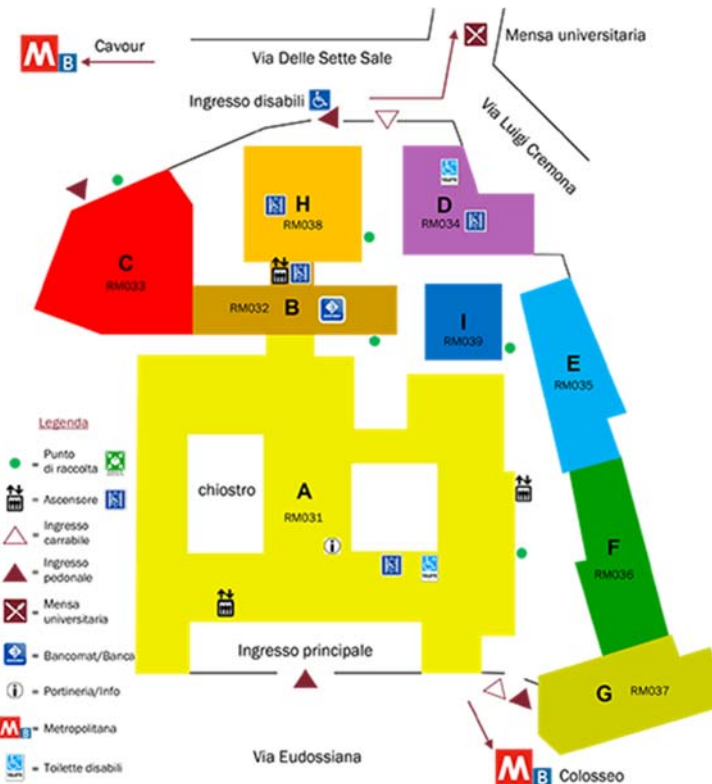 M B
Cavour
Via Delle Sette Sale
Mensa universitaria
Ingresso disabili
Via Luigi Cremona
H
RM038
D
RM034
C
RM033
RM032 B
I
RM039
E
RM035
chiostro
A
RM031
F
RM036
G RM037
Ingresso principale
Via Eudossiana
M B Colosseo
Legenda
= Punto
di raccolta
= Ascensore
= Ingresso
carrabile
= Ingresso
pedonale
= Mensa
universitaria
= Bancomat/Banca
i = Portineria/Info
M B = Metropolitana
= Toilette disabili